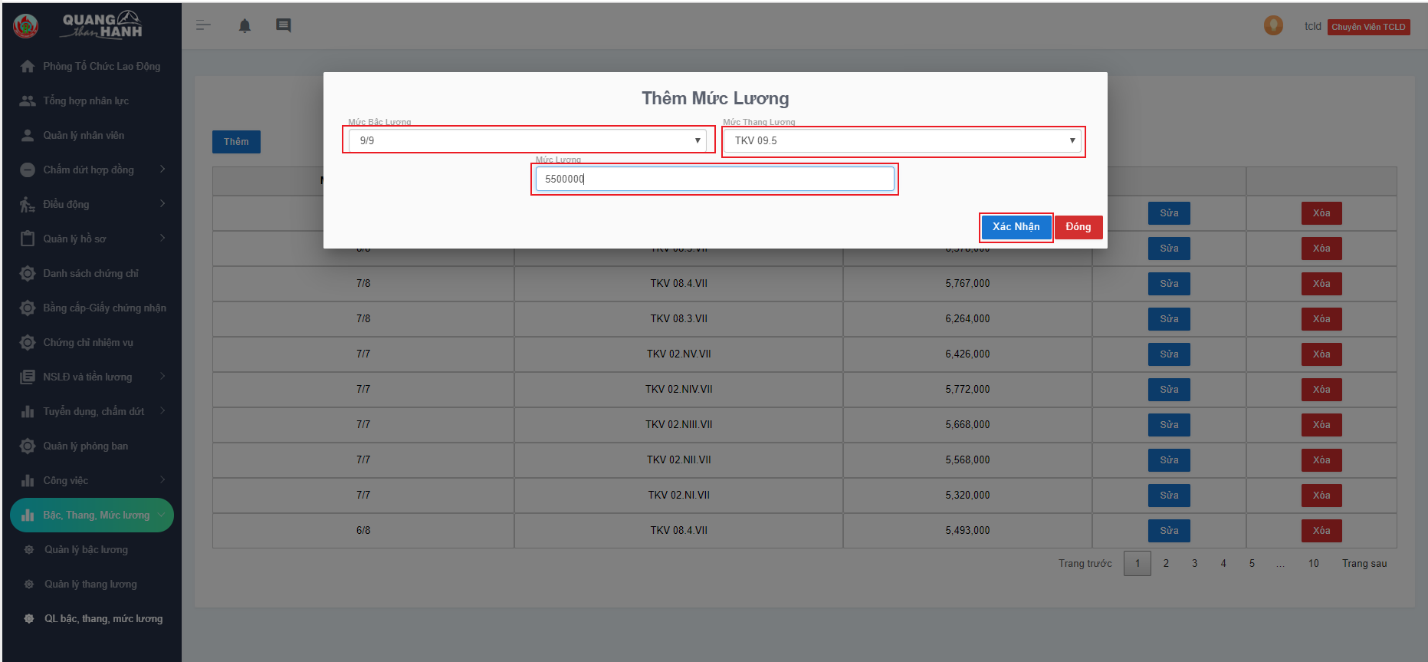 QUANG
than HANH
tcld Chuyên Viên TCLD
Phòng Tổ Chức Lao Động
Tổng hợp nhân lực
Quản lý nhân viên
Chấm dứt hợp đồng
Điều động
Quản lý hồ sơ
Danh sách chứng chỉ
Bằng cấp-Giấy chứng nhận
Chứng chỉ nhiệm vụ
NSLĐ và tiền lương
Tuyển dụng, chấm dứt
Quản lý phòng ban
Công việc
Bậc, Thang, Mức lương
Quản lý bậc lương
Quản lý thang lương
QL bậc, thang, mức lương
Thêm
Thêm Mức Lương
Mức Bậc Lương Mức Thang Lương
9/9 TKV 09.5
Mức Lương
5500000
Xác Nhận Đóng
Sửa Xóa
Sửa Xóa
7/8 TKV 08.4.VII 5,767,000 Sửa Xóa
7/8 TKV 08.3.VII 6,264,000 Sửa Xóa
7/7 TKV 02.NV.VII 6,426,000 Sửa Xóa
7/7 TKV 02.NIV.VII 5,772,000 Sửa Xóa
7/7 TKV 02.NIII.VII 5,668,000 Sửa Xóa
7/7 TKV 02.NII.VII 5,568,000 Sửa Xóa
7/7 TKV 02.NI.VII 5,320,000 Sửa Xóa
6/8 TKV 08.4.VII 5,493,000 Sửa Xóa
Trang trước 1 2 3 4 5 ... 10 Trang sau